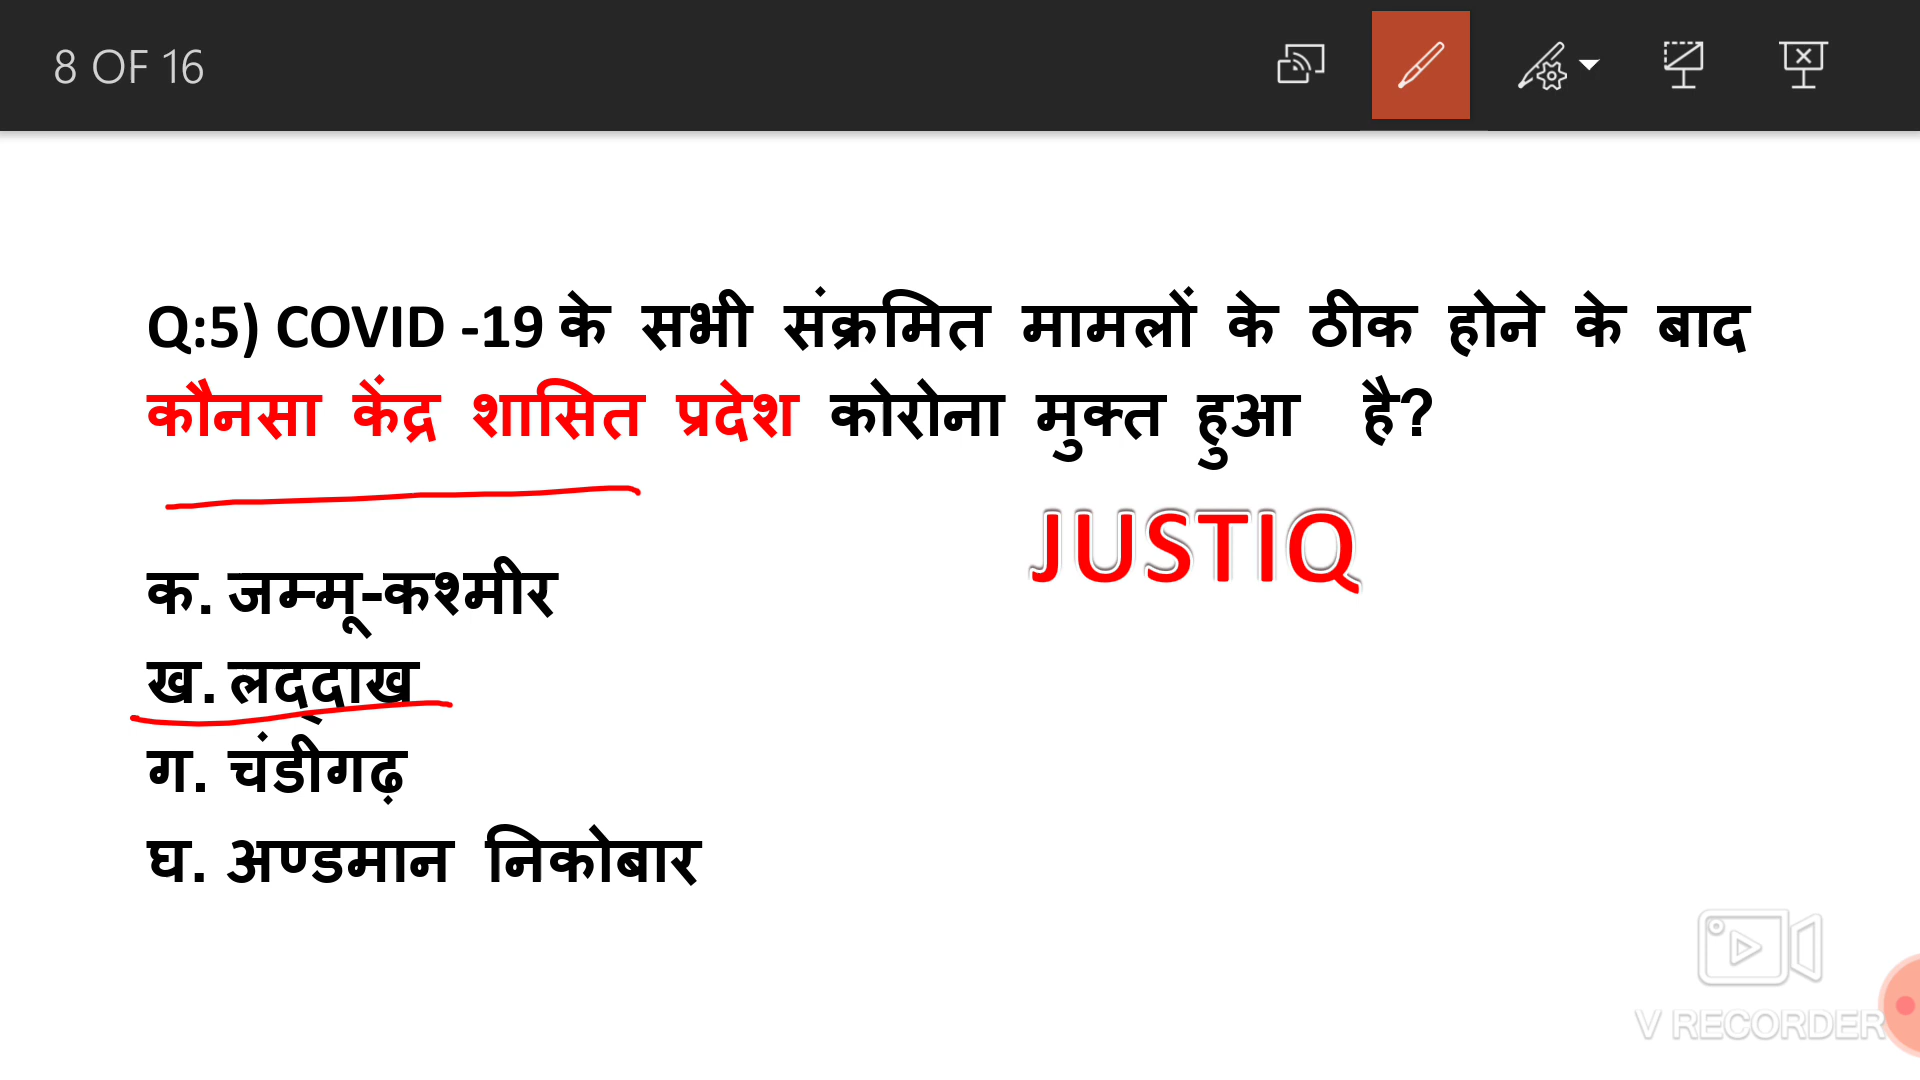 8 OF 16
Q:5) COVID -19 के सभी संक्रमित मामलों के ठीक होने के बाद
कौनसा केंद्र शासित प्रदेश कोरोना मुक्त हुआ है?
JUSTIQ
क. जम्मू-कश्मीर
ख. लद्दाख
ग. चंडीगढ़
घ. अण्डमान निकोबार
V RECORDER